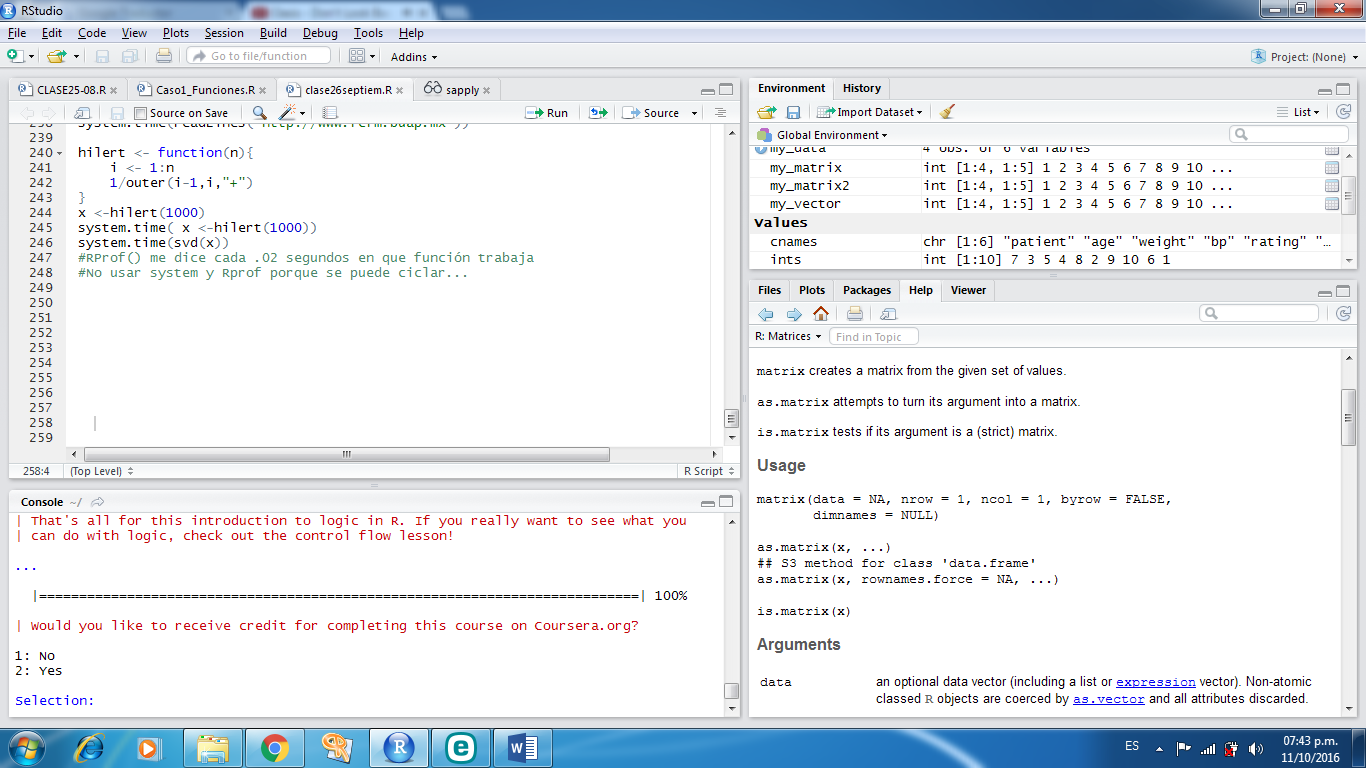 RStudio
File Edit Code View Plots Session Build Debug Tools Help
Go to file/function Addins Project: (None)
CLASE25-08.R Caso1_Funciones.R clase26septiem.R sapply
Source on Save Run Source
239
240 hilert <- function(n){
241 i <- 1:n
242 1/outer(i-1,i,"+")
243 }
244 x <-hilert(1000)
245 system.time( x <-hilert(1000))
246 system.time(svd(x))
247 #RProf() me dice cada .02 segundos en que función trabaja
248 #No usar system y Rprof porque se puede ciclar...
249
250
251
252
253
254
255
256
257
258
259
258:4 (Top Level) R Script
Console ~/
| That's all for this introduction to logic in R. If you really want to see what you
| can do with logic, check out the control flow lesson!
...
|===========================================================================| 100%
| Would you like to receive credit for completing this course on Coursera.org?
1: No
2: Yes
Selection:
Environment History
Import Dataset List
Global Environment
my_data 4 obs. of 6 variables
my_matrix int [1:4, 1:5] 1 2 3 4 5 6 7 8 9 10 ...
my_matrix2 int [1:4, 1:5] 1 2 3 4 5 6 7 8 9 10 ...
my_vector int [1:4, 1:5] 1 2 3 4 5 6 7 8 9 10 ...
Values
cnames chr [1:6] "patient" "age" "weight" "bp" "rating" "...
ints int [1:10] 7 3 5 4 8 2 9 10 6 1
Files Plots Packages Help Viewer
R: Matrices Find in Topic
matrix creates a matrix from the given set of values.
as.matrix attempts to turn its argument into a matrix.
is.matrix tests if its argument is a (strict) matrix.
Usage
matrix(data = NA, nrow = 1, ncol = 1, byrow = FALSE,
dimnames = NULL)
as.matrix(x, ...)
## S3 method for class 'data.frame'
as.matrix(x, rownames.force = NA, ...)
is.matrix(x)
Arguments
data an optional data vector (including a list or expression vector). Non-atomic
classed R objects are coerced by as.vector and all attributes discarded.
ES 07:43 p.m.
11/10/2016